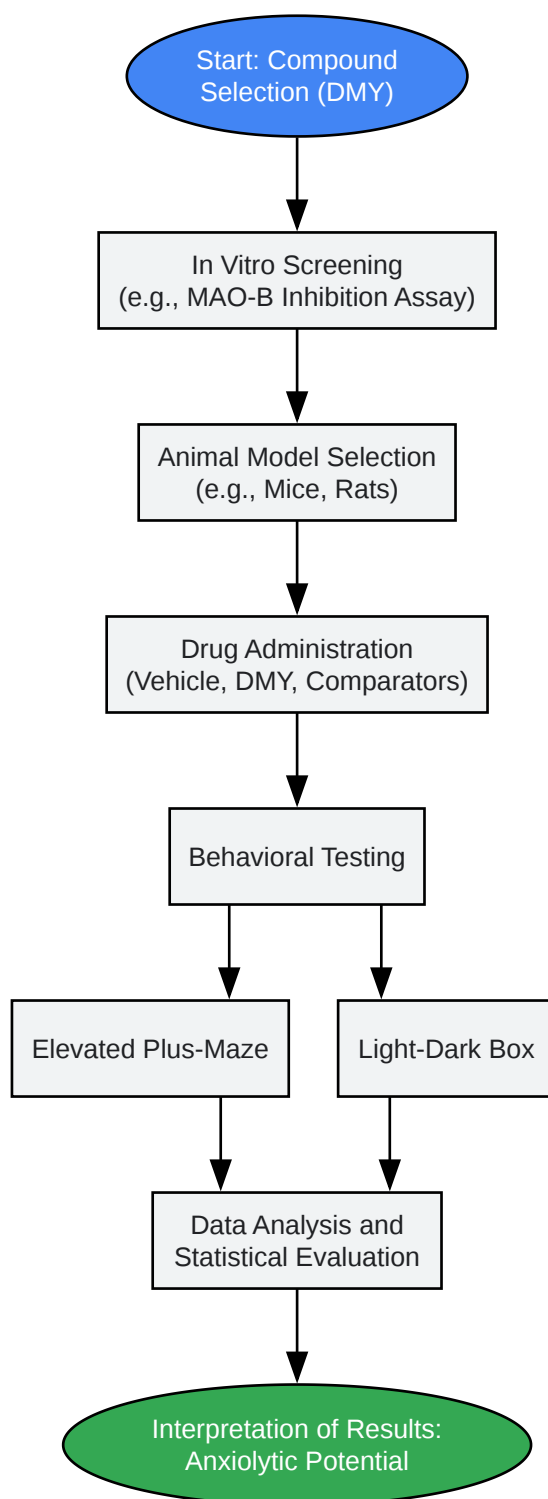 Start: Compound
Selection (DMY)
In Vitro Screening
(e.g., MAO-B Inhibition Assay)
Animal Model Selection
(e.g., Mice, Rats)
Drug Administration
(Vehicle, DMY, Comparators)
Behavioral Testing
Elevated Plus-Maze
Light-Dark Box
Data Analysis and
Statistical Evaluation
Interpretation of Results:
Anxiolytic Potential